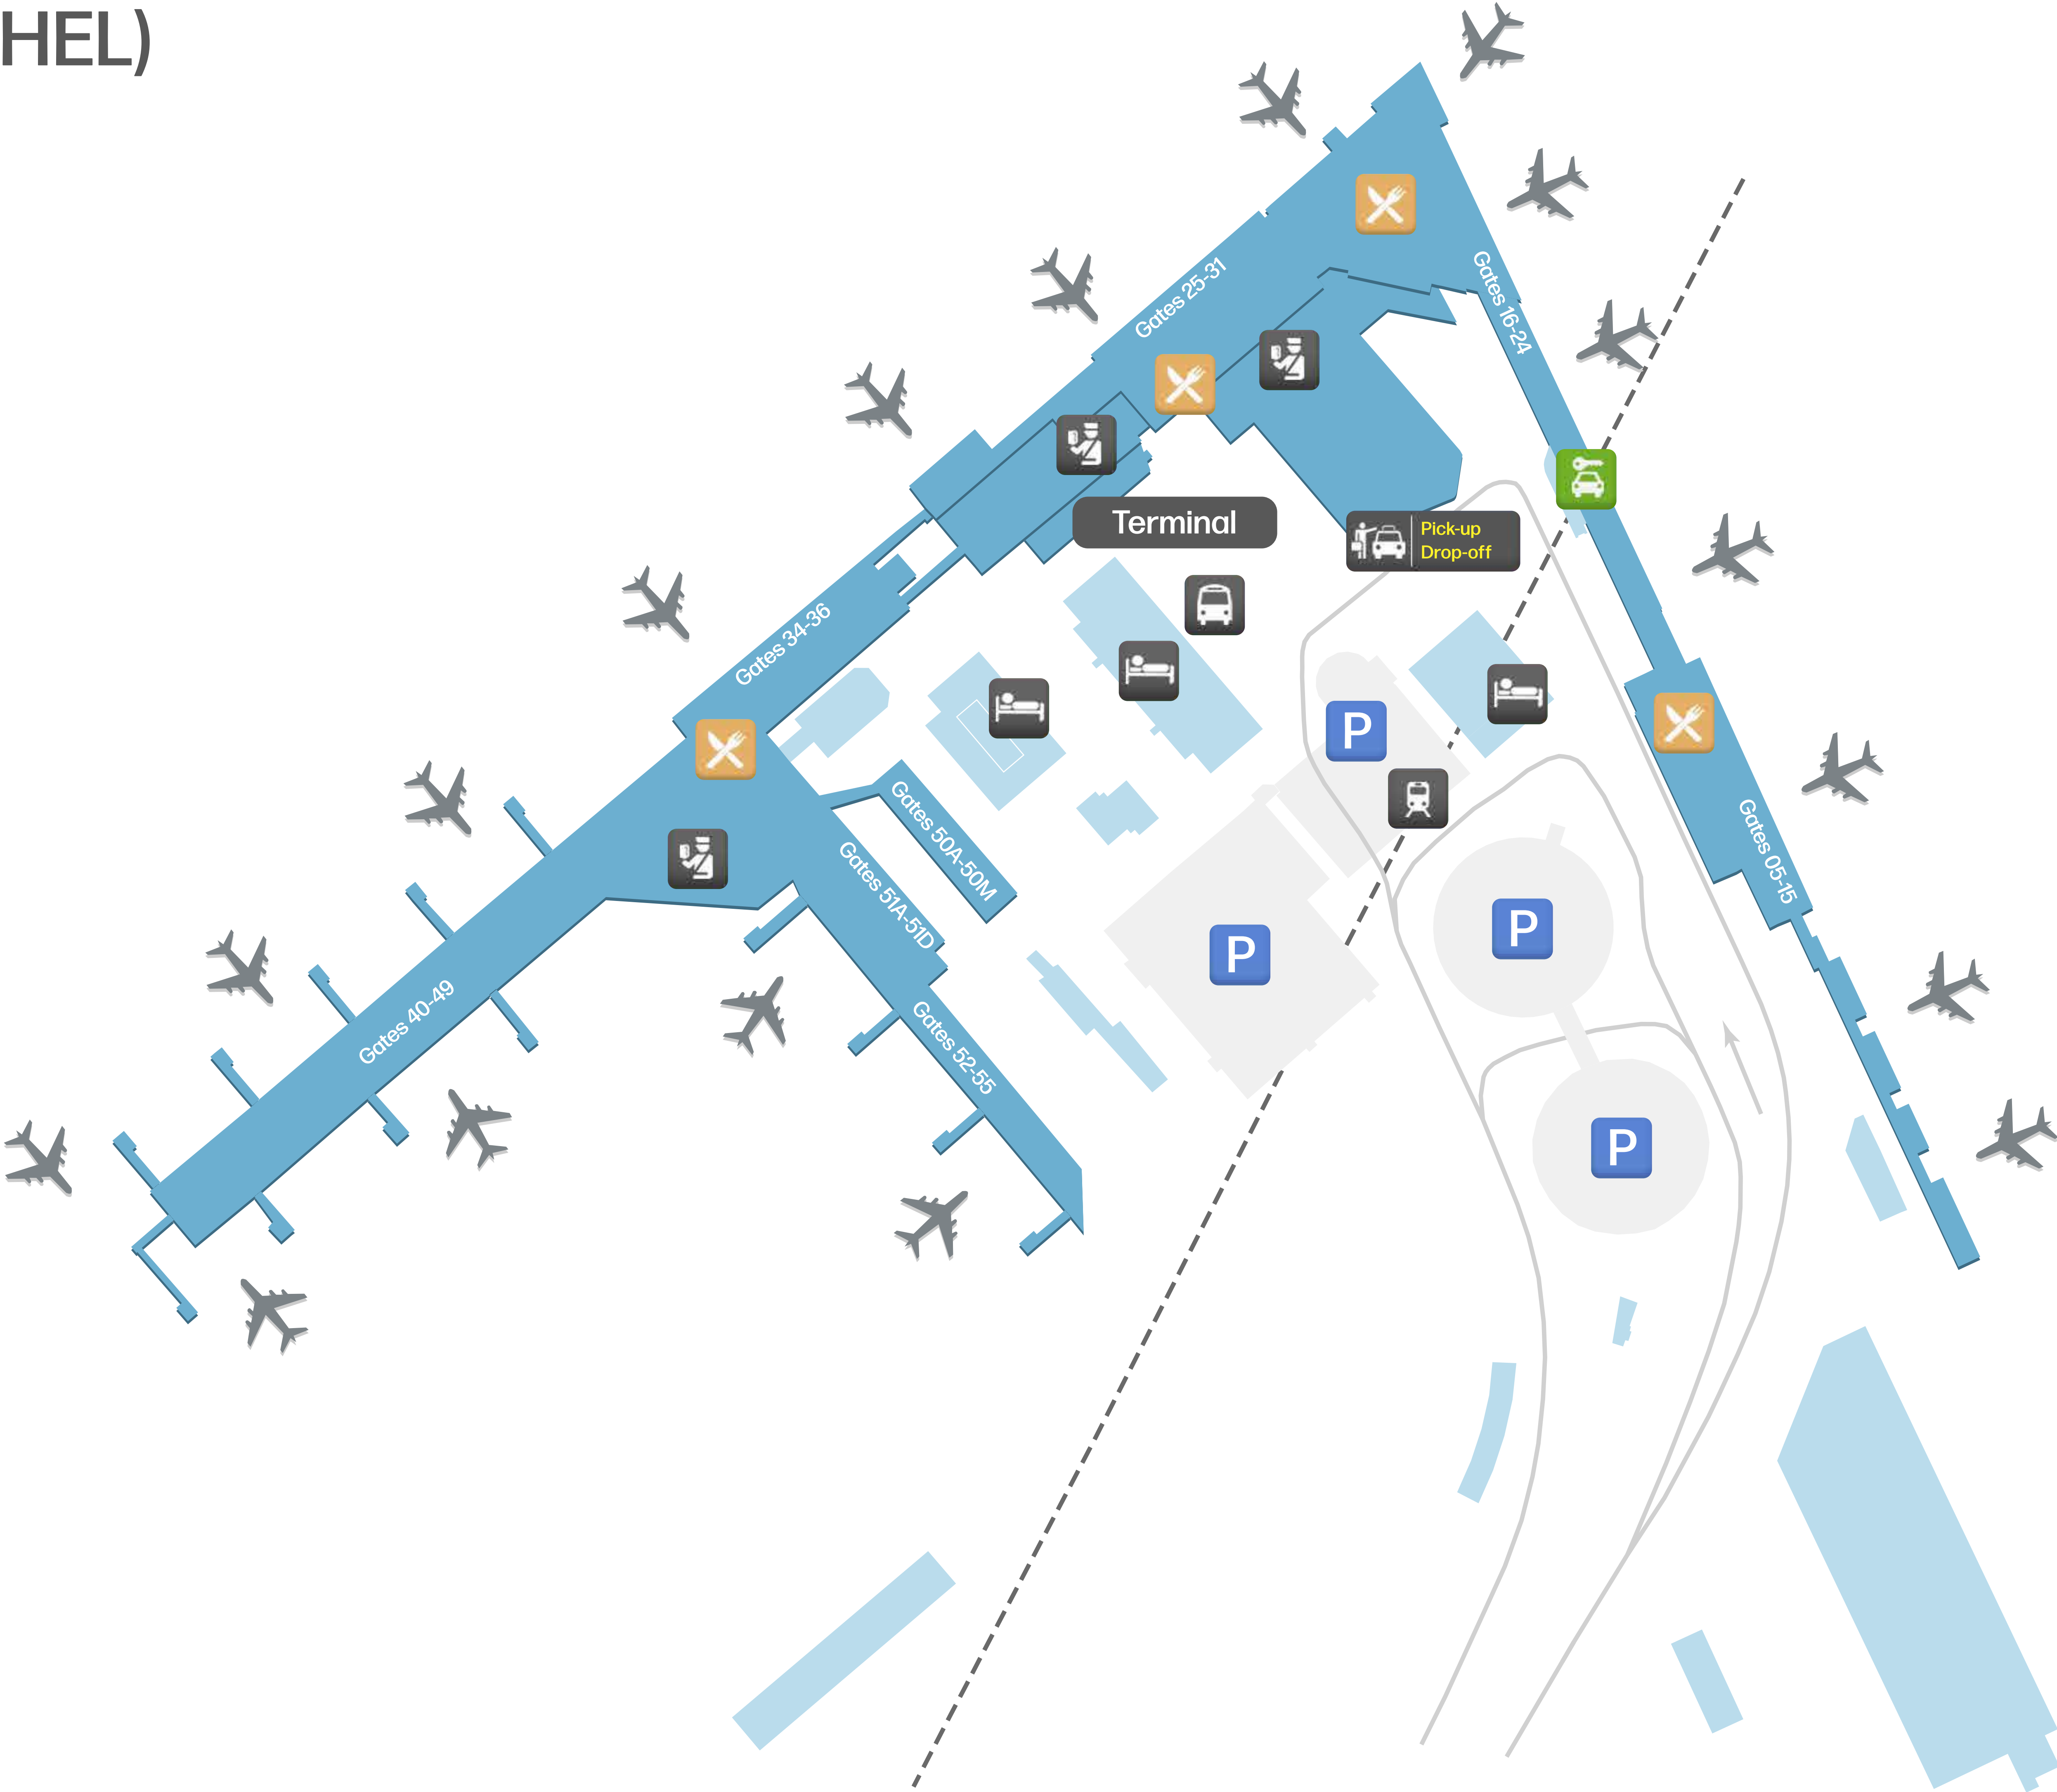 HEL)
Gates 25-31
Gates 16-24
Terminal
Pick-up
Drop-off
Gates 34-36
P
Gates 50A-50M
Gates 05-15
Gates 51A-51D
P
P
Gates 40-49
Gates 52-55
P